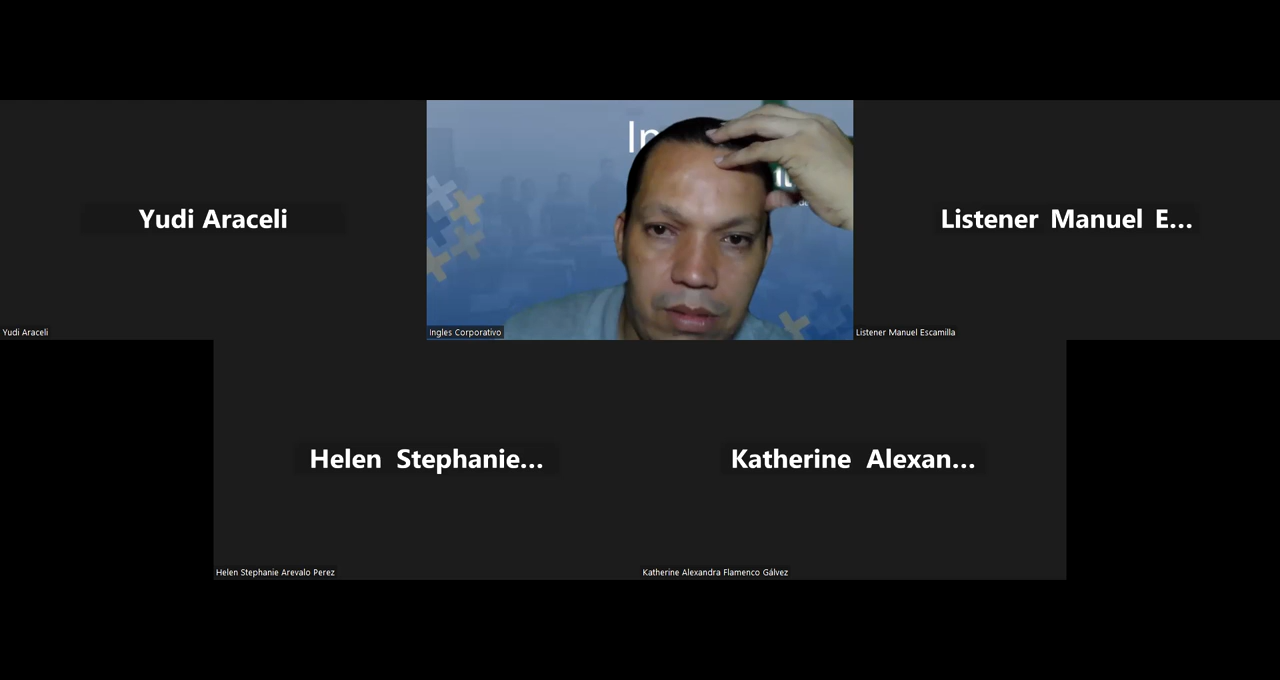 Yudi Araceli
Listener Manuel E...
Yudi Araceli
Ingles Corporativo
Listener Manuel Escamilla
Helen Stephanie...
Katherine Alexan...
Helen Stephanie Arevalo Perez
Katherine Alexandra Flamenco Gálvez